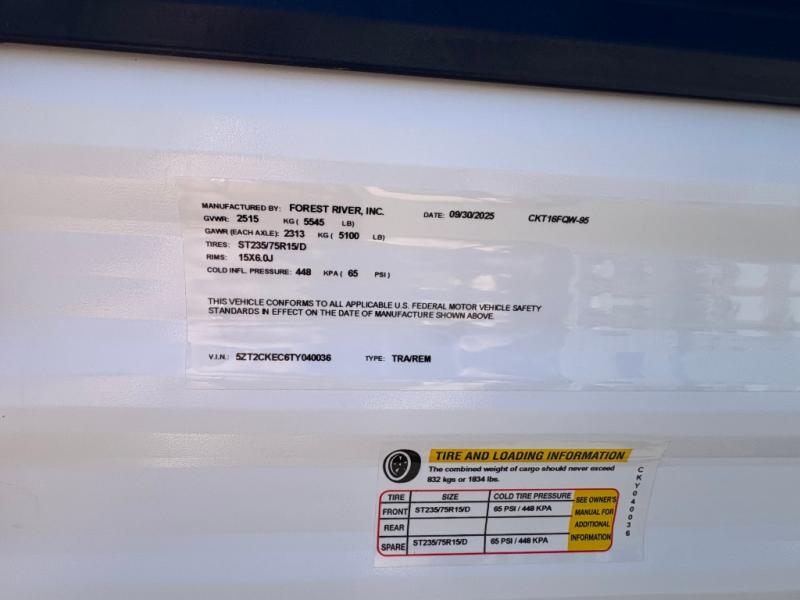 MANUFACTURED BY: FOREST RIVER, INC. DATE: 09/30/2025 CKT16FQW-95
GVWR: 2515 KG ( 5545 LB)
GAWR (EACH AXLE): 2313 KG ( 5100 LB)
TIRES: ST235/75R15/D
RIMS: 15X6.0J
COLD INFL. PRESSURE: 448 KPA ( 65 PSI )
THIS VEHICLE CONFORMS TO ALL APPLICABLE U.S. FEDERAL MOTOR VEHICLE SAFETY
STANDARDS IN EFFECT ON THE DATE OF MANUFACTURE SHOWN ABOVE.
V.I.N.: 5ZT2CKEC6TY040036 TYPE: TRA/REM
TIRE AND LOADING INFORMATION
The combined weight of cargo should never exceed
832 kgs or 1834 lbs.
TIRE SIZE COLD TIRE PRESSURE
FRONT ST235/75R15/D 65 PSI / 448 KPA
REAR
SPARE ST235/75R15/D 65 PSI / 448 KPA
SEE OWNER'S
MANUAL FOR
ADDITIONAL
INFORMATION
CKY040036